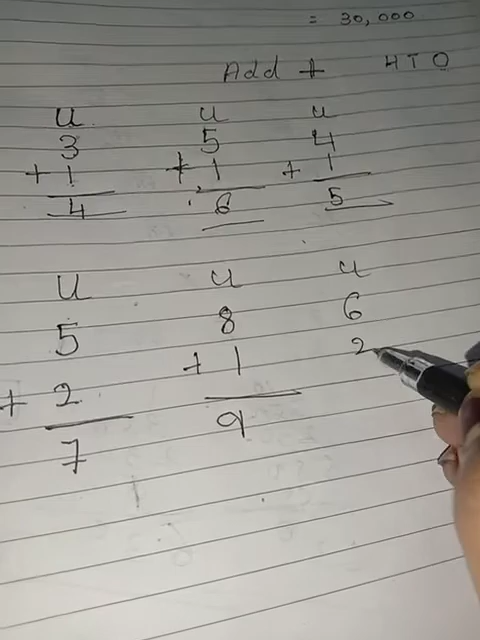 = 30,000
Add + H T O
u u u
3 5 4
+ 1 + 1 + 1
4 6 5
u u u
5 8 6
+ 2 + 1 2
7 9